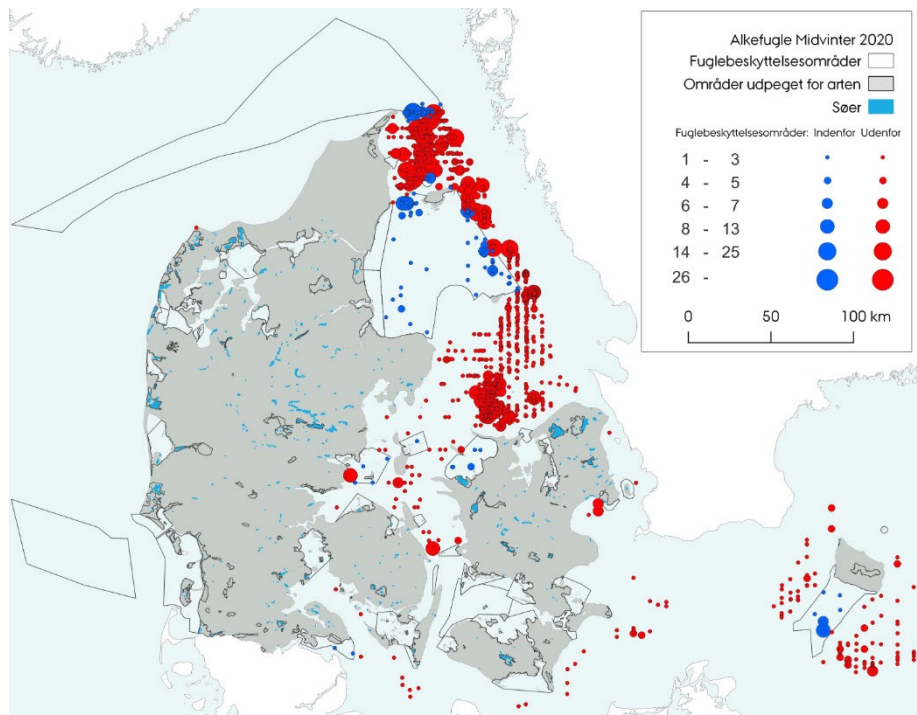 Alkefugle Midvinter 2020
Fuglebeskyttelsesområder
Områder udpeget for arten
Søer
Fuglebeskyttelsesområder: Indenfor Udenfor
1 - 3
4 - 5
6 - 7
8 - 13
14 - 25
26 -
0 50 100 km